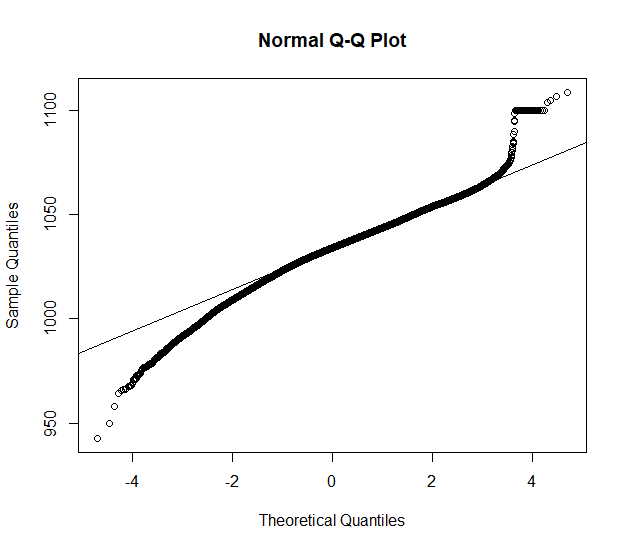 Normal Q-Q Plot
1100
1050
1000
950
Sample Quantiles
-4 -2 0 2 4
Theoretical Quantiles